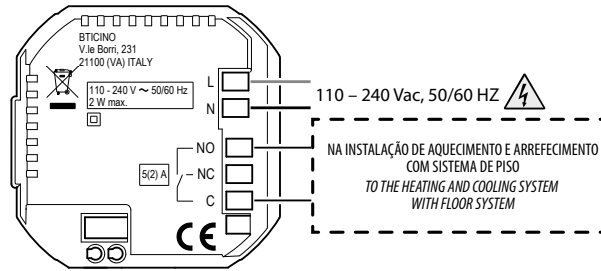 BTICINO
V.le Borri, 231
21100 (VA) ITALY
110 - 240 V ~ 50/60 Hz
2 W max.
L
N
110 – 240 Vac, 50/60 HZ
NO
NC
C
5(2) A
CE
NA INSTALAÇÃO DE AQUECIMENTO E ARREFECIMENTO
COM SISTEMA DE PISO
TO THE HEATING AND COOLING SYSTEM
WITH FLOOR SYSTEM